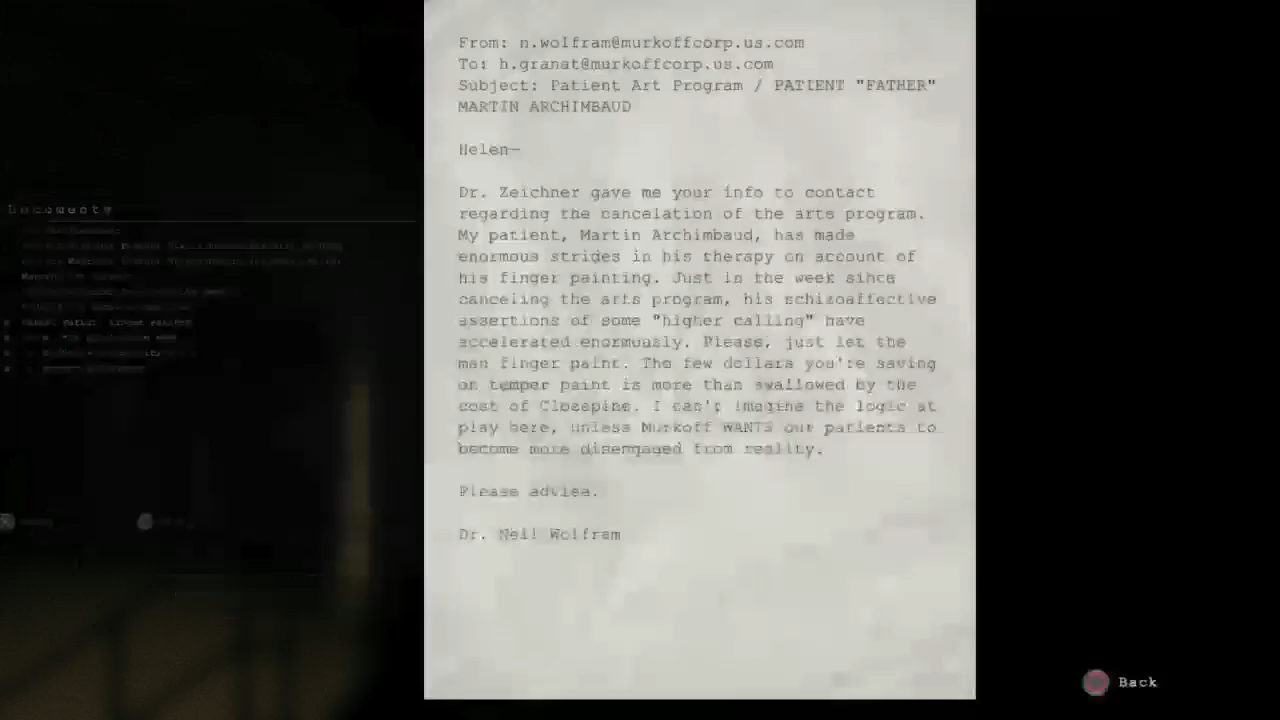 Documents
From: n.wolfram@murkoffcorp.us.com
To: h.granat@murkoffcorp.us.com
Subject: Patient Art Program / PATIENT "FATHER"
MARTIN ARCHIMBAUD
Helen—
Dr. Zeichner gave me your info to contact
regarding the cancelation of the arts program.
My patient, Martin Archimbaud, has made
enormous strides in his therapy on account of
his finger painting. Just in the week since
canceling the arts program, his schizoaffective
assertions of some "higher calling" have
accelerated enormously. Please, just let the
man finger paint. The few dollars you're saving
on temper paint is more than swallowed by the
cost of Clozapine. I can't imagine the logic at
play here, unless Murkoff WANTS our patients to
become more disengaged from reality.
Please advise.
Dr. Neil Wolfram
Back